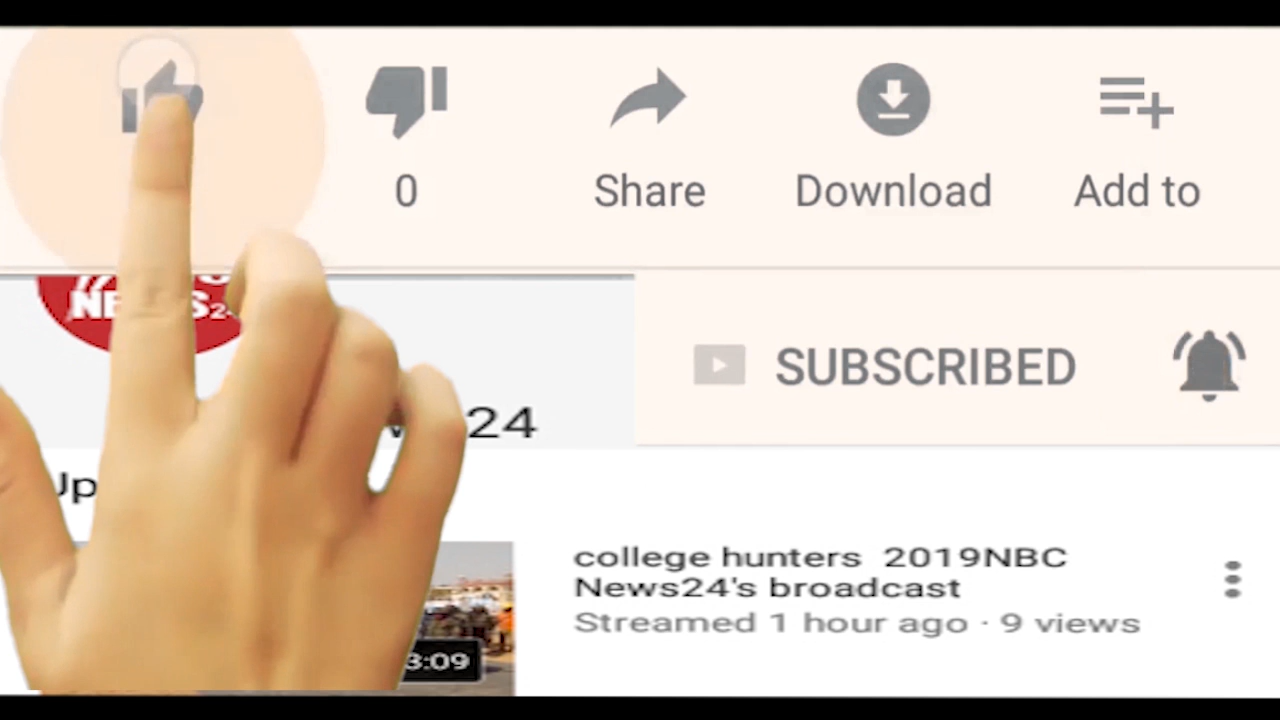 0
Share
Download
Add to
SUBSCRIBED
24
college hunters 2019NBC
News24's broadcast
Streamed 1 hour ago · 9 views
3:09